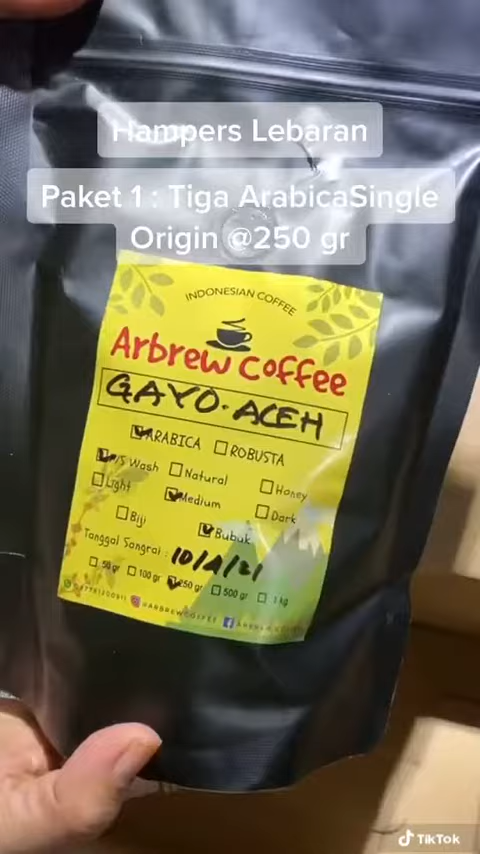 Hampers Lebaran
Paket 1 : Tiga ArabicaSingle
Origin @250 gr
INDONESIAN COFFEE
Arbrew Coffee
GAYO-ACEH
ARABICA ROBUSTA
Wash Natural Honey
Light Medium Dark
Biji Bubuk
Tanggal Sangrai : 10/4/21
50 gr 100 gr 250 gr 500 gr 1 kg
ARBREWCOFFEE
TikTok